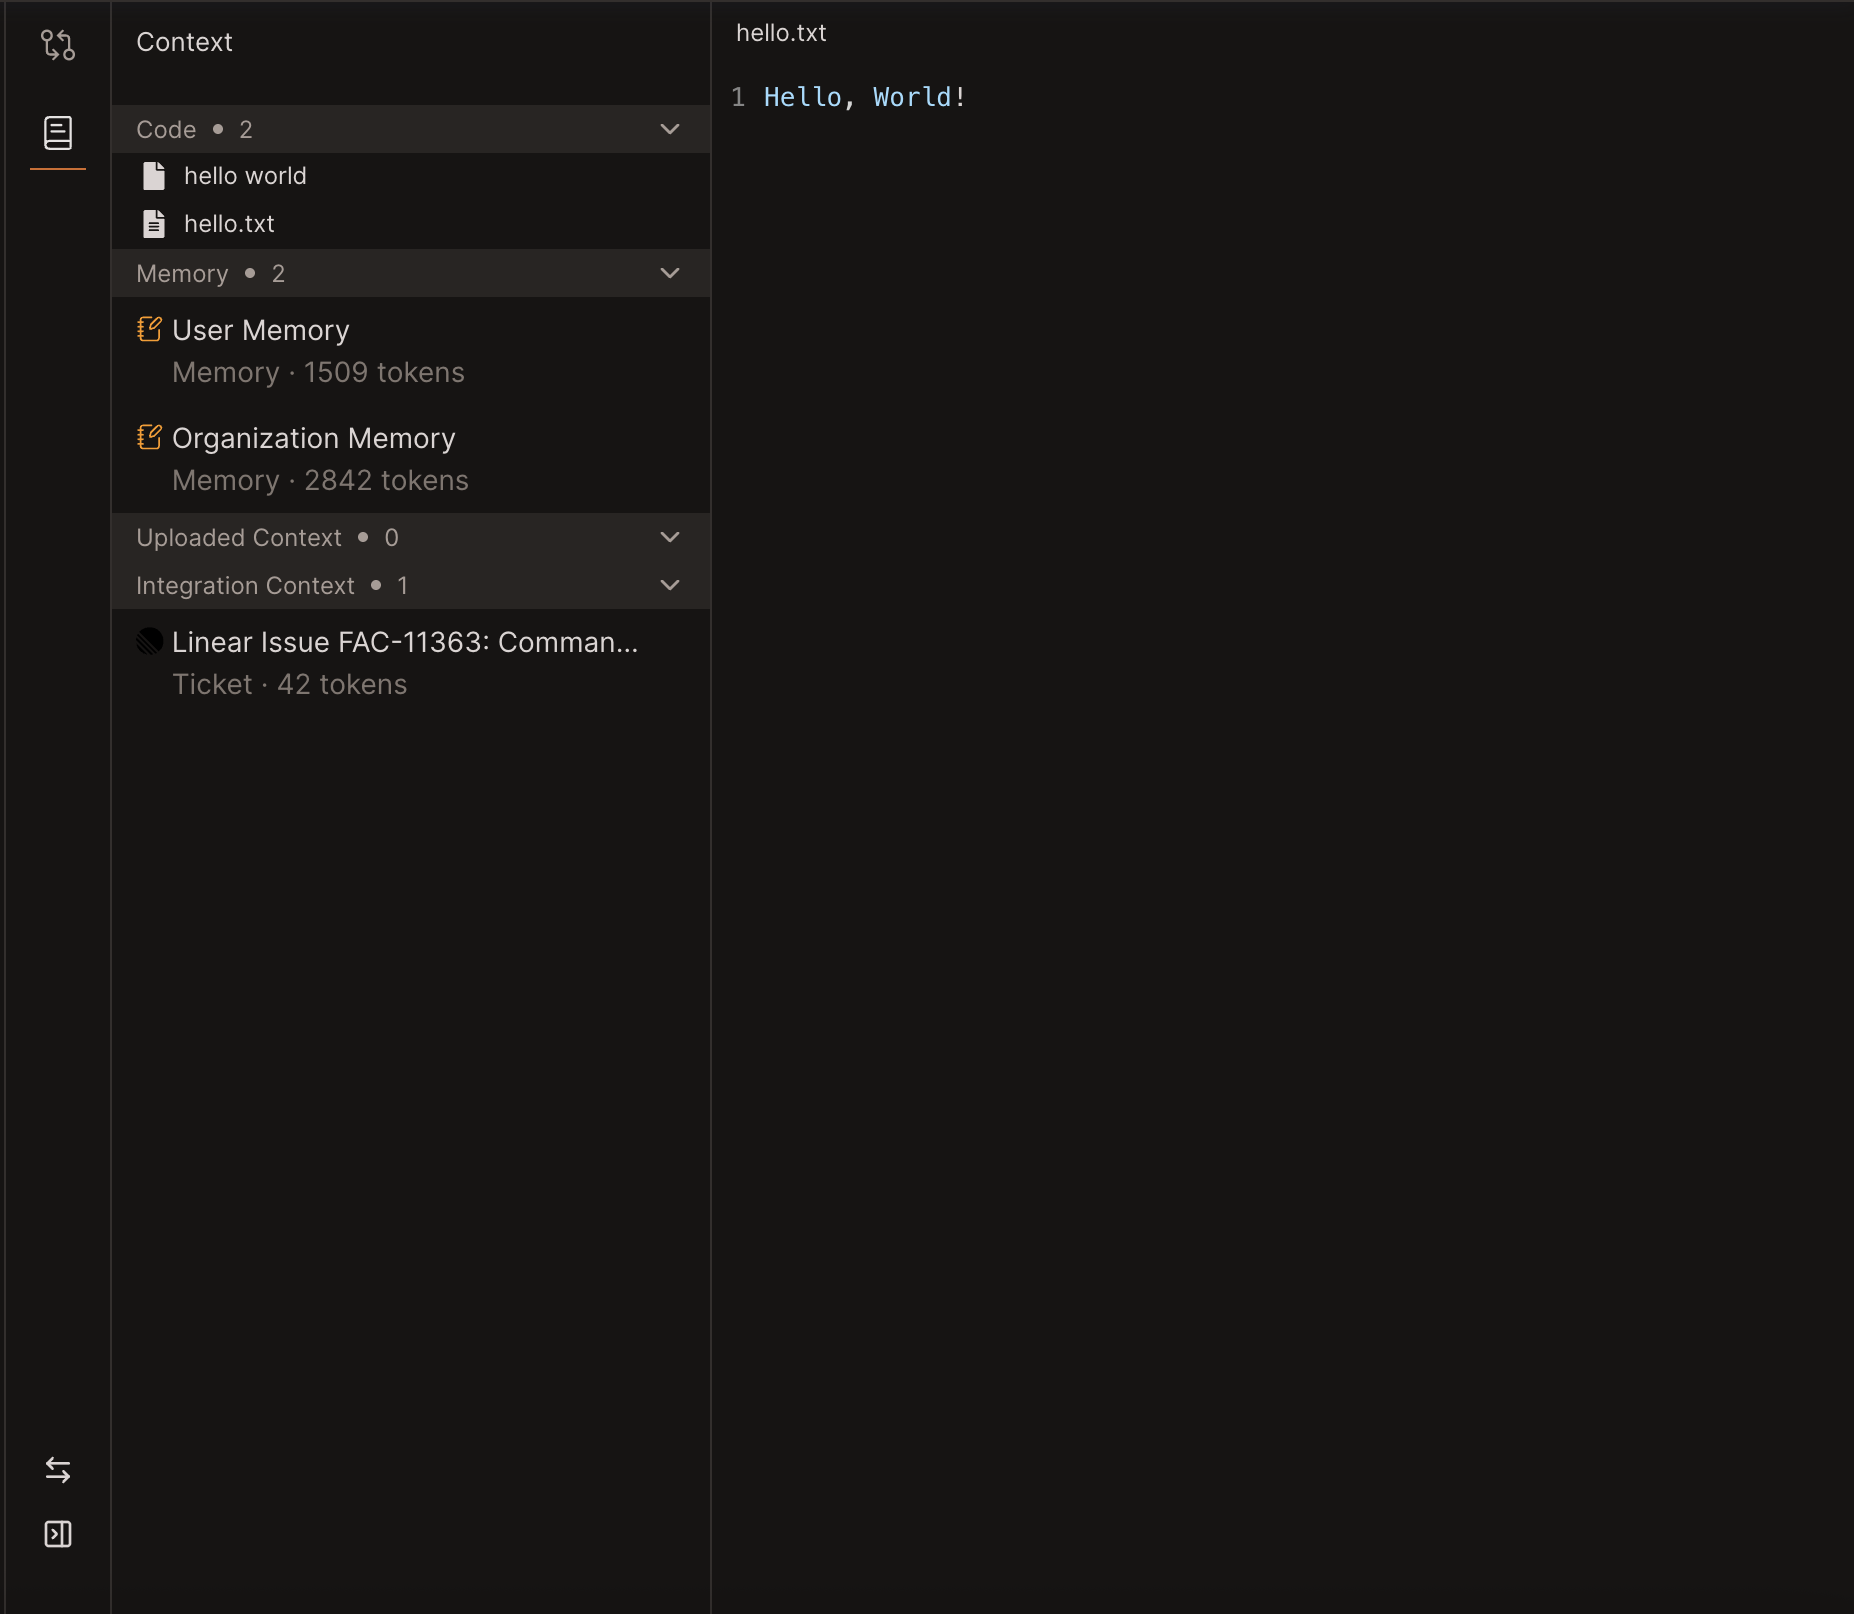 Context
Code • 2
hello world
hello.txt
Memory • 2
User Memory
Memory · 1509 tokens
Organization Memory
Memory · 2842 tokens
Uploaded Context • 0
Integration Context • 1
Linear Issue FAC-11363: Comman...
Ticket · 42 tokens
hello.txt
1 Hello, World!